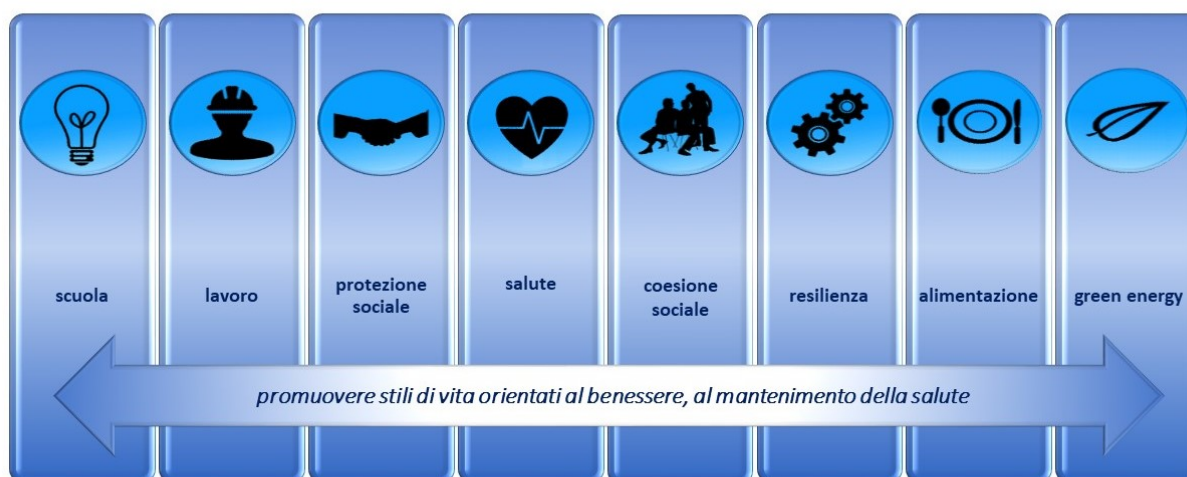 scuola
lavoro
protezione
sociale
salute
coesione
sociale
resilienza
alimentazione
green energy
promuovere stili di vita orientati al benessere, al mantenimento della salute